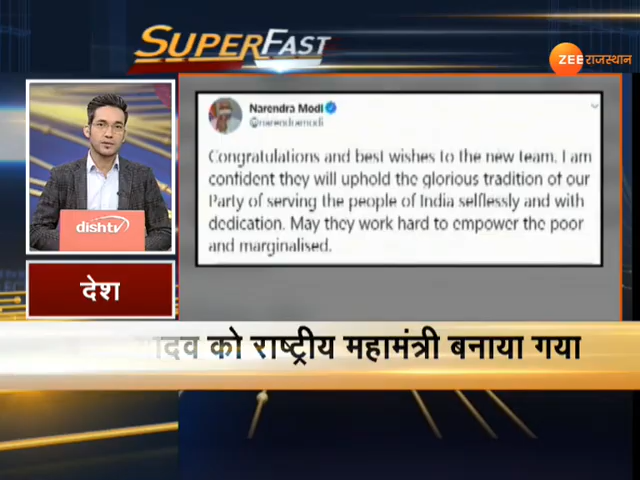 SUPERFAST
ZEE राजस्थान
Narendra Modi
@narendramodi
Congratulations and best wishes to the new team. I am
confident they will uphold the glorious tradition of our
Party of serving the people of India selflessly and with
dedication. May they work hard to empower the poor
and marginalised.
dishtv
देश
यादव को राष्ट्रीय महामंत्री बनाया गया